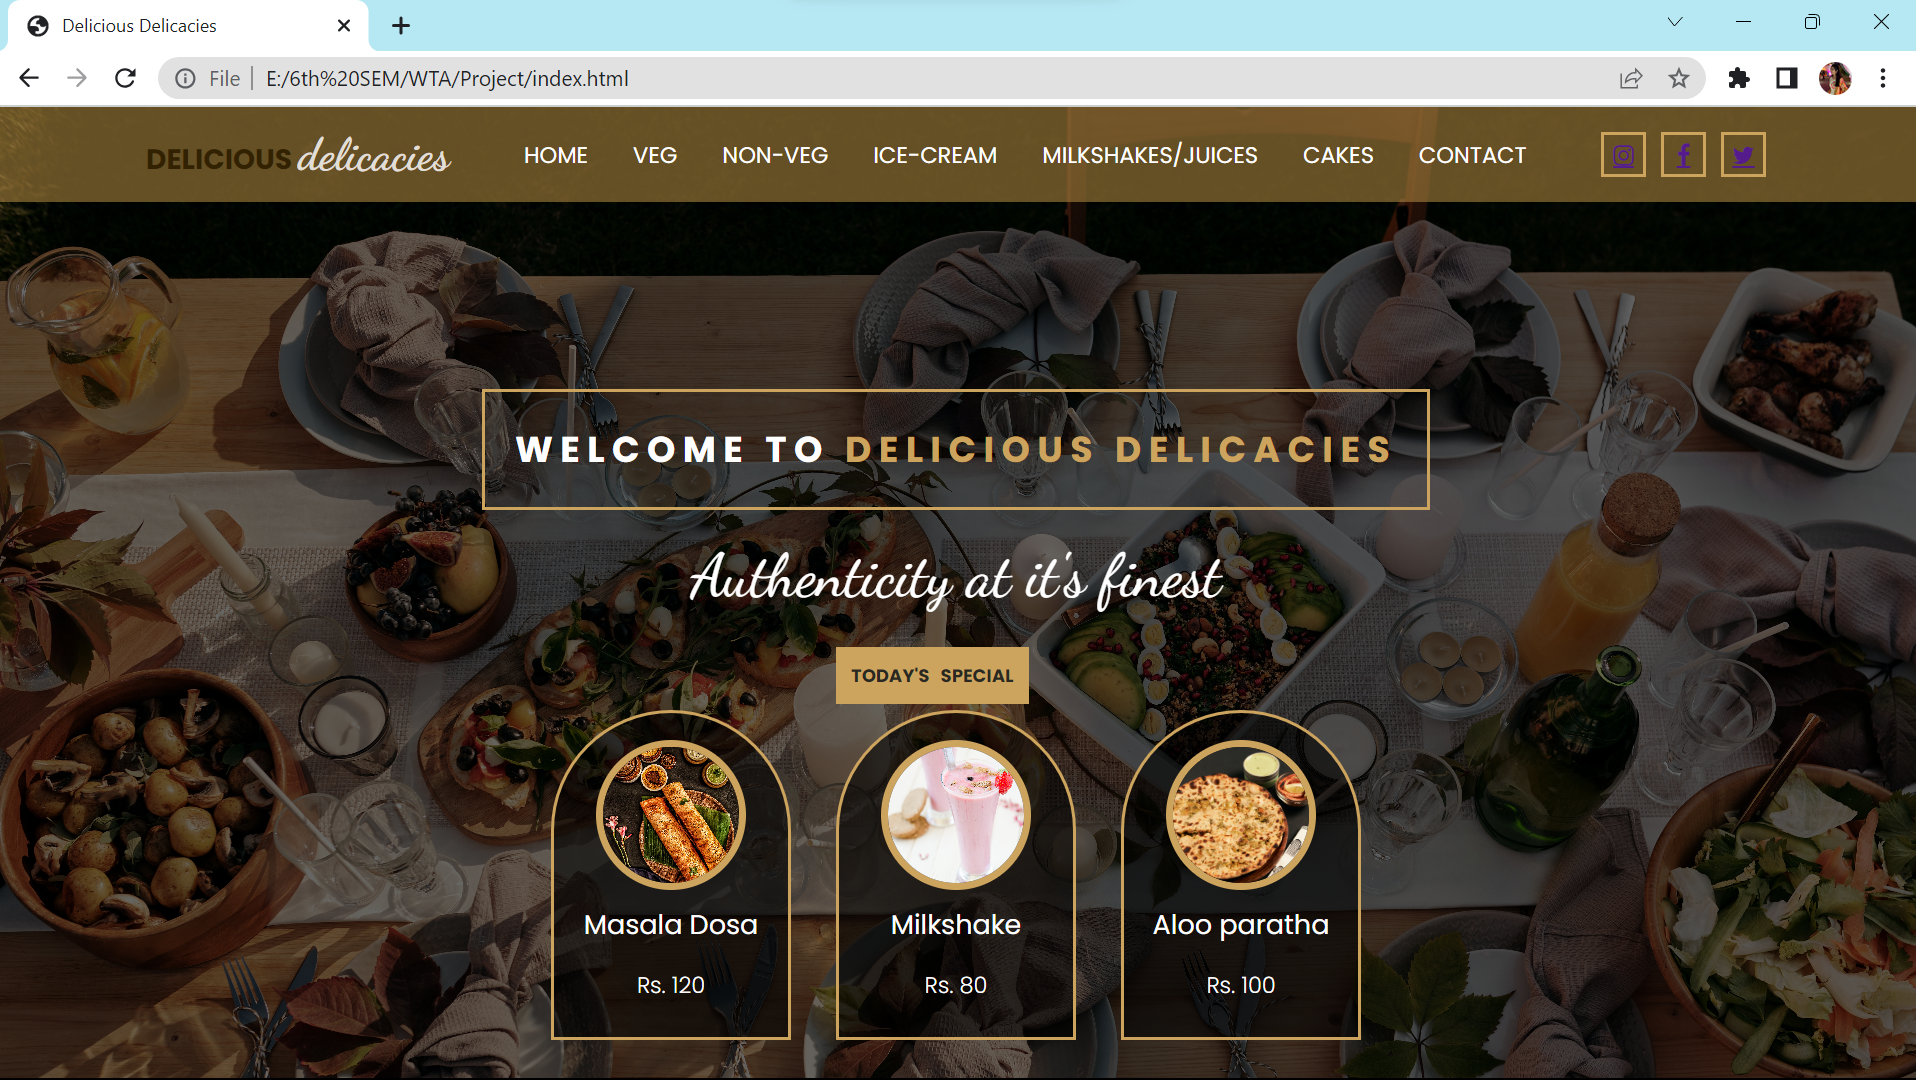 Delicious Delicacies
File E:/6th%20SEM/WTA/Project/index.html
DELICIOUS delicacies HOME VEG NON-VEG ICE-CREAM MILKSHAKES/JUICES CAKES CONTACT
WELCOME TO DELICIOUS DELICACIES
Authenticity at it's finest
TODAY'S SPECIAL
Masala Dosa Milkshake Aloo paratha
Rs. 120 Rs. 80 Rs. 100